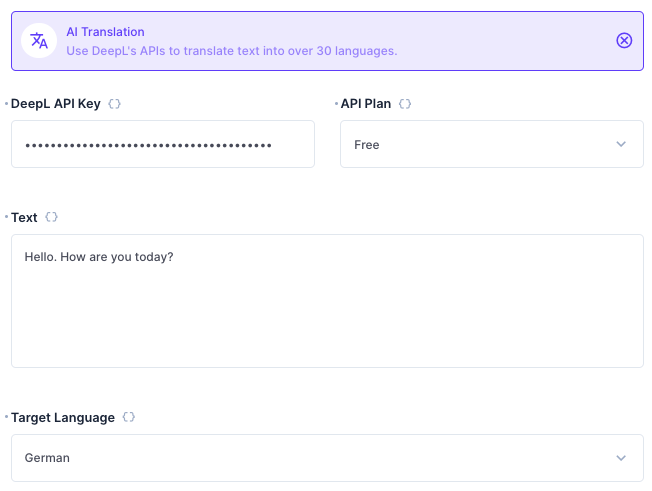 AI Translation
Use DeepL's APIs to translate text into over 30 languages.
DeepL API Key {}
API Plan {}
•••••••••••••••••••••••••••••••••••••••
Free
Text {}
Hello. How are you today?
Target Language {}
German